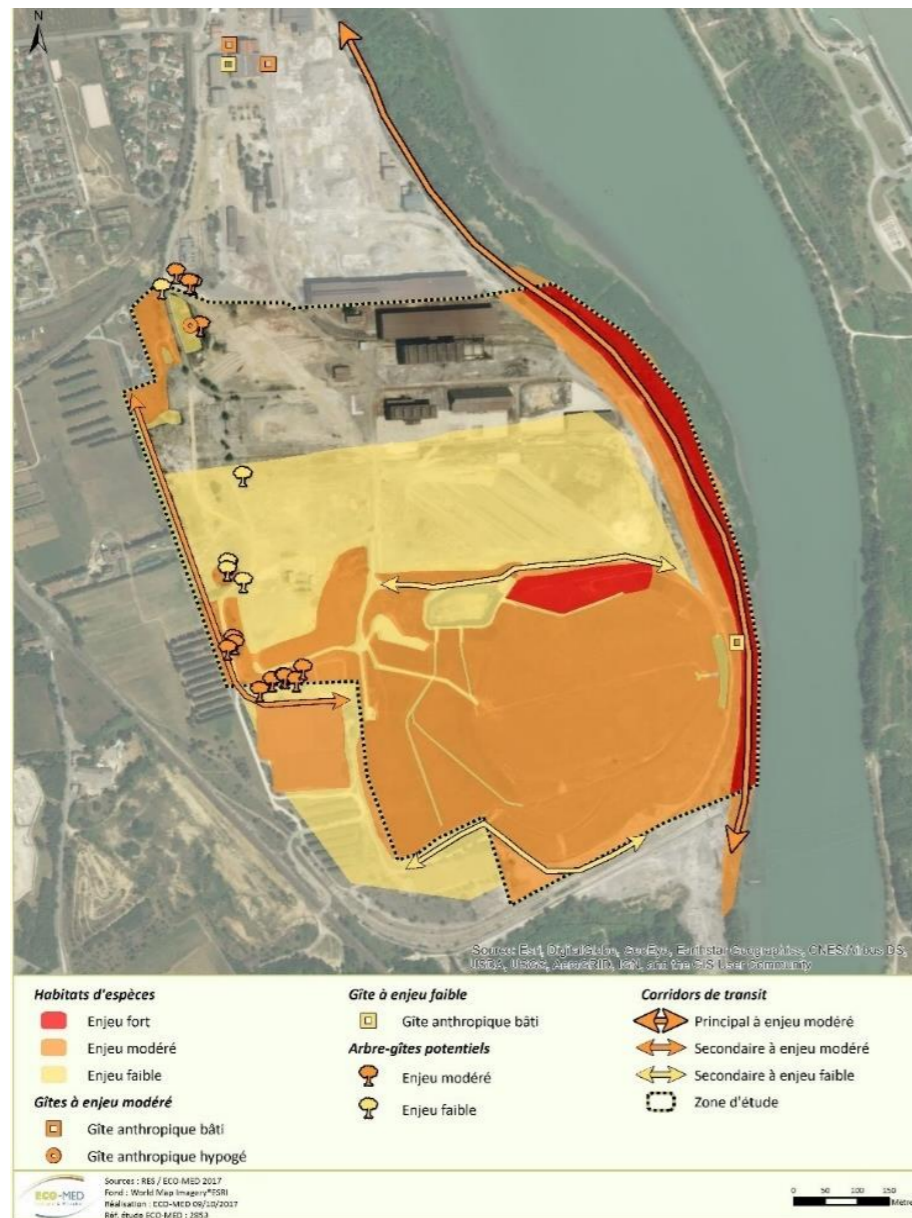 N
Source: Esri, DigitalGlobe, GeoEye, Earthstar Geographics, CNES/Airbus DS,
USDA, USGS, AeroGRID, IGN, and the GIS User Community
Habitats d'espèces
Enjeu fort
Enjeu modéré
Enjeu faible
Gîtes à enjeu modéré
Gîte anthropique bâti
Gîte anthropique hypogé
Gîte à enjeu faible
Gîte anthropique bâti
Arbre-gîtes potentiels
Enjeu modéré
Enjeu faible
Corridors de transit
Principal à enjeu modéré
Secondaire à enjeu modéré
Secondaire à enjeu faible
Zone d'étude
ECO-MED
Sources : RES / ECO-MED 2017
Fond : World Map Imagery®ESRI
Réalisation : ECO-MED 09/10/2017
Réf. étude ECO-MED : 2853
0 50 100 150
Mètres